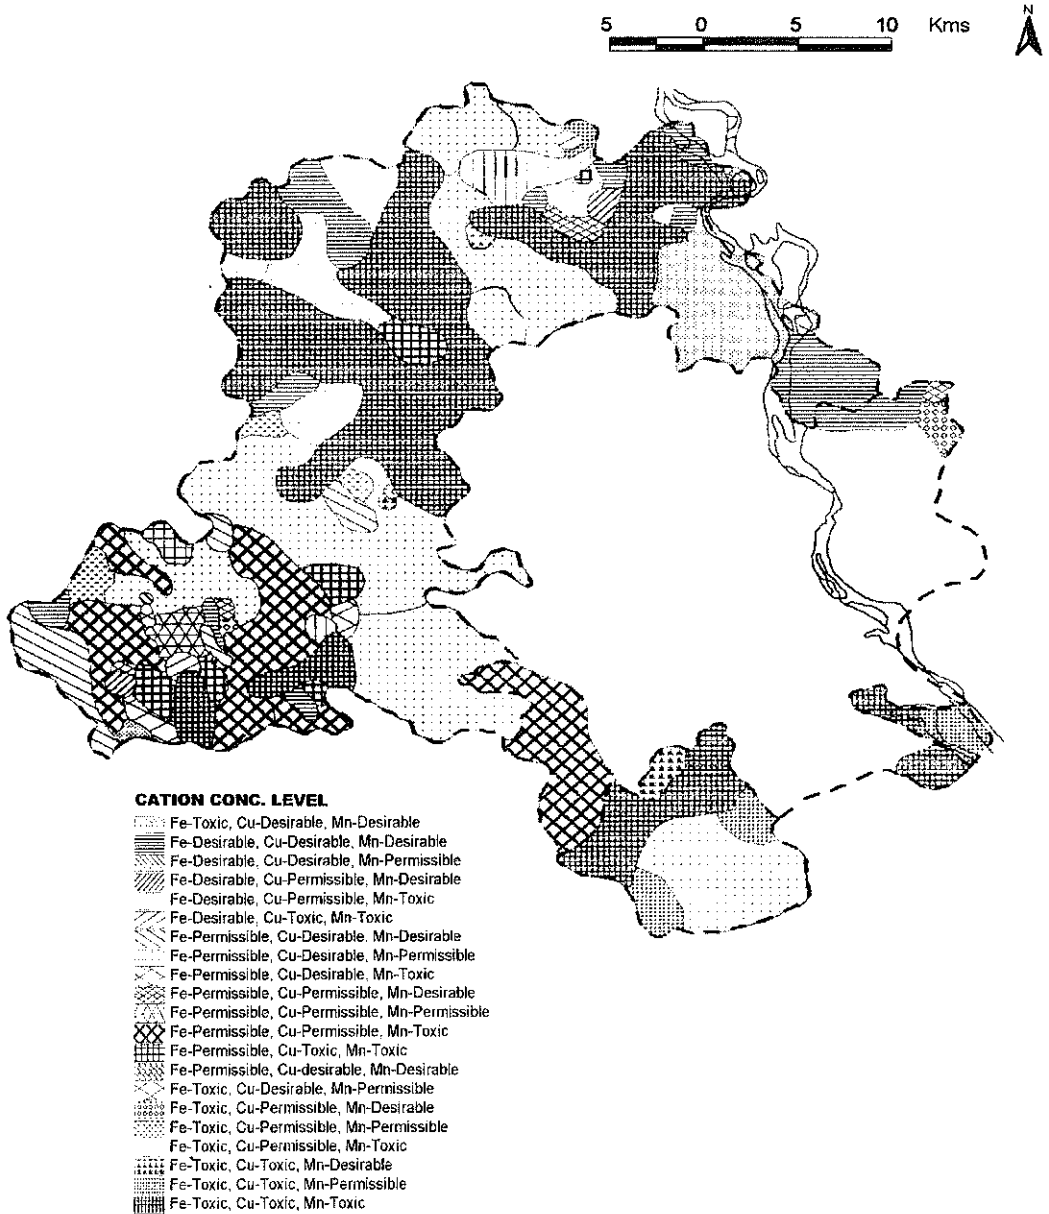 5 0 5 10 Kms
N
CATION CONC. LEVEL
Fe-Toxic, Cu-Desirable, Mn-Desirable
Fe-Desirable, Cu-Desirable, Mn-Desirable
Fe-Desirable, Cu-Desirable, Mn-Permissible
Fe-Desirable, Cu-Permissible, Mn-Desirable
Fe-Desirable, Cu-Permissible, Mn-Toxic
Fe-Desirable, Cu-Toxic, Mn-Toxic
Fe-Permissible, Cu-Desirable, Mn-Desirable
Fe-Permissible, Cu-Desirable, Mn-Permissible
Fe-Permissible, Cu-Desirable, Mn-Toxic
Fe-Permissible, Cu-Permissible, Mn-Desirable
Fe-Permissible, Cu-Permissible, Mn-Permissible
Fe-Permissible, Cu-Permissible, Mn-Toxic
Fe-Permissible, Cu-Toxic, Mn-Toxic
Fe-Permissible, Cu-desirable, Mn-Desirable
Fe-Toxic, Cu-Desirable, Mn-Permissible
Fe-Toxic, Cu-Permissible, Mn-Desirable
Fe-Toxic, Cu-Permissible, Mn-Permissible
Fe-Toxic, Cu-Permissible, Mn-Toxic
Fe-Toxic, Cu-Toxic, Mn-Desirable
Fe-Toxic, Cu-Toxic, Mn-Permissible
Fe-Toxic, Cu-Toxic, Mn-Toxic